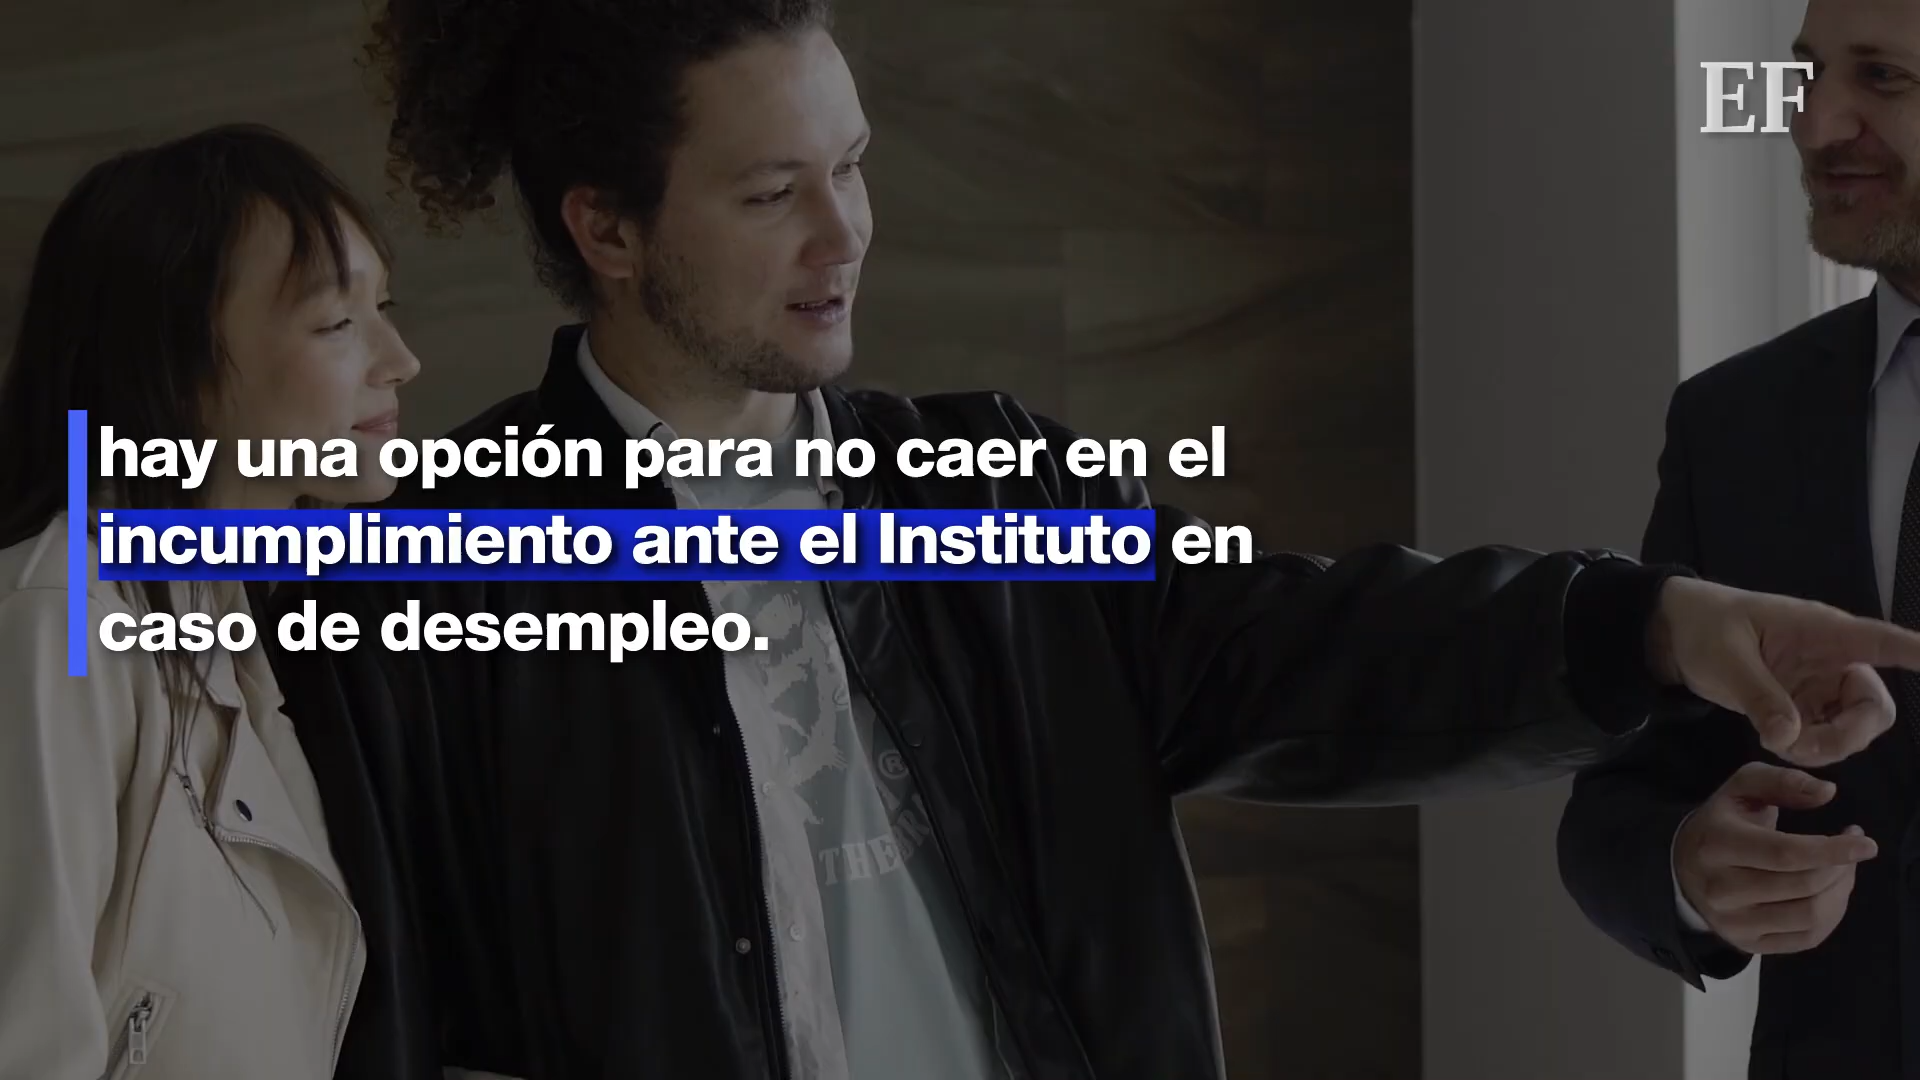 EF
hay una opción para no caer en el
incumplimiento ante el Instituto en
caso de desempleo.
®